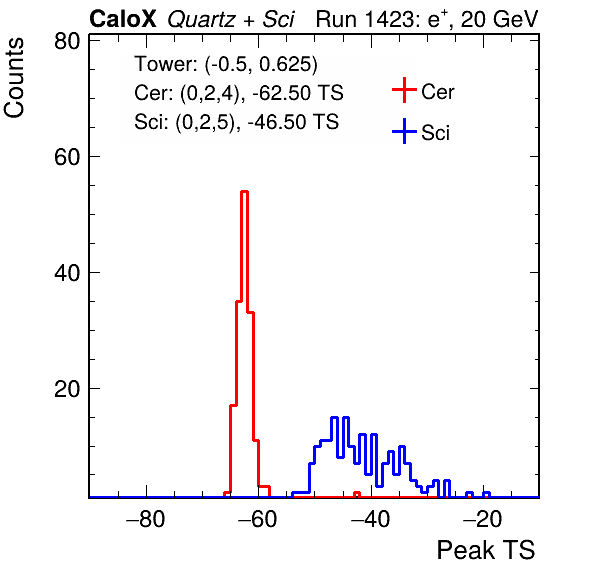 CaloX Quartz + Sci Run 1423: e⁺, 20 GeV
Counts
80
60
40
20
Tower: (-0.5, 0.625)
Cer: (0,2,4), -62.50 TS
Sci: (0,2,5), -46.50 TS
Cer
Sci
−80 −60 −40 −20
Peak TS